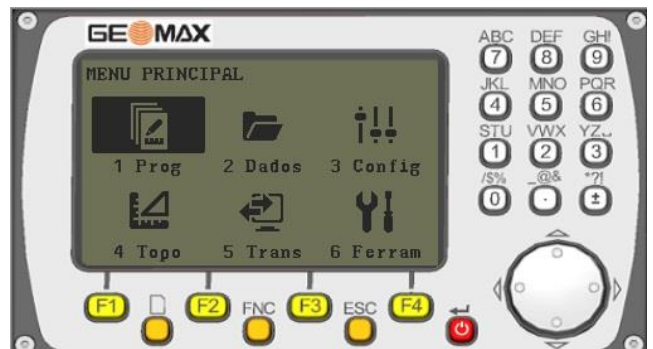 GEOMAX
MENU PRINCIPAL
1 Prog 2 Dados 3 Config
4 Topo 5 Trans 6 Ferram
F1 F2 FNC F3 ESC F4
ABC DEF GHI
7 8 9
JKL MNO PQR
4 5 6
STU VWX YZ␣
1 2 3
/$% _@& *?!
0 . ±